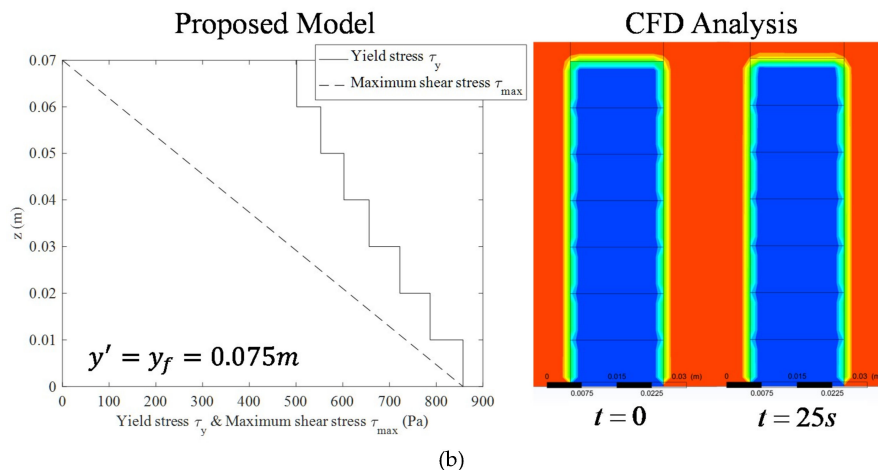 Proposed Model
CFD Analysis
Yield stress τy
Maximum shear stress τmax
0.07
0.06
0.05
0.04
0.03
0.02
0.01
0
z (m)
y′ = yf = 0.075m
0 100 200 300 400 500 600 700 800 900
Yield stress τy & Maximum shear stress τmax (Pa)
0 0.015 0.03 (m)
0.0075 0.0225
0 0.015 0.03 (m
0.0075 0.0225
t = 0
t = 25s
(b)